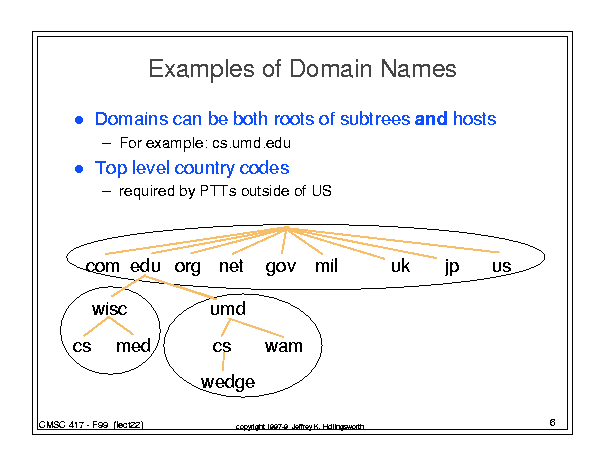 Examples of Domain Names
● Domains can be both roots of subtrees and hosts
– For example: cs.umd.edu
● Top level country codes
– required by PTTs outside of US
com edu org net gov mil uk jp us
wisc umd
cs med cs wam
wedge
CMSC 417 - F99 (lect22) copyright 1997-9 Jeffrey K. Hollingsworth 6